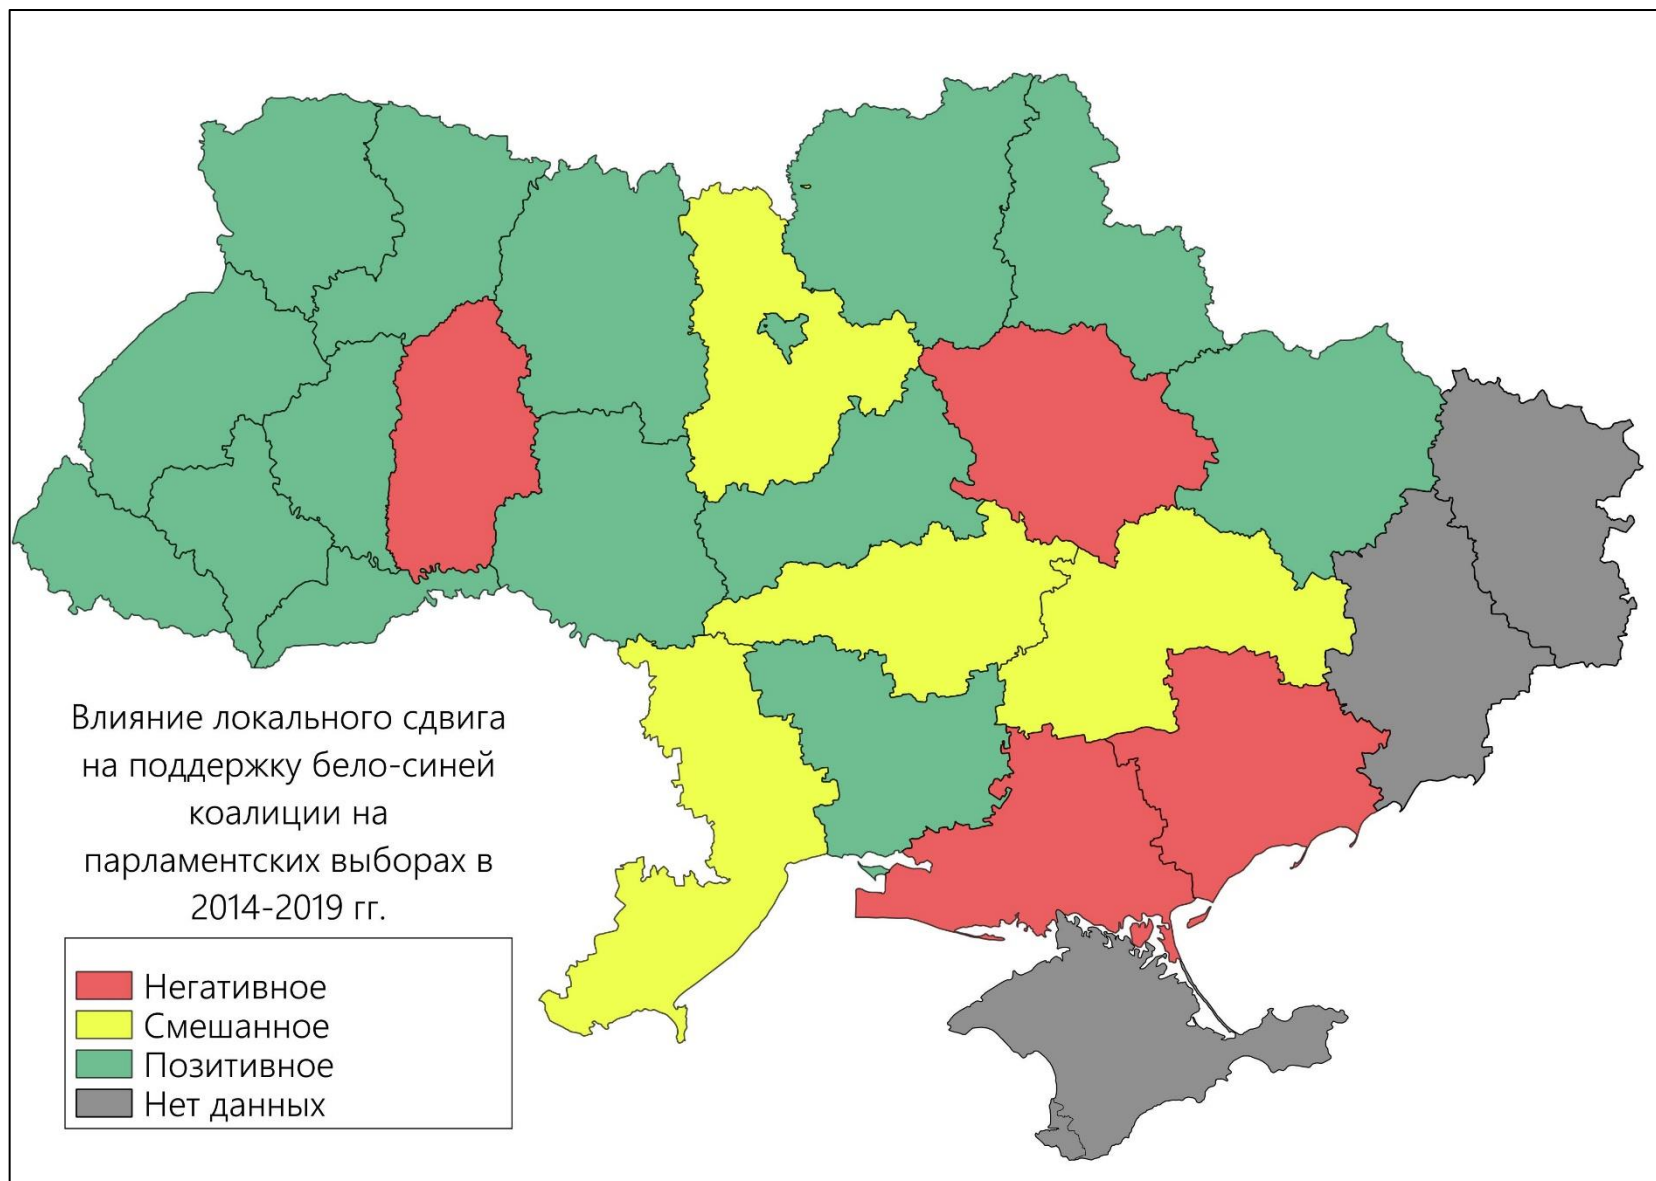 Влияние локального сдвига
на поддержку бело-синей
коалиции на
парламентских выборах в
2014-2019 гг.
Негативное
Смешанное
Позитивное
Нет данных